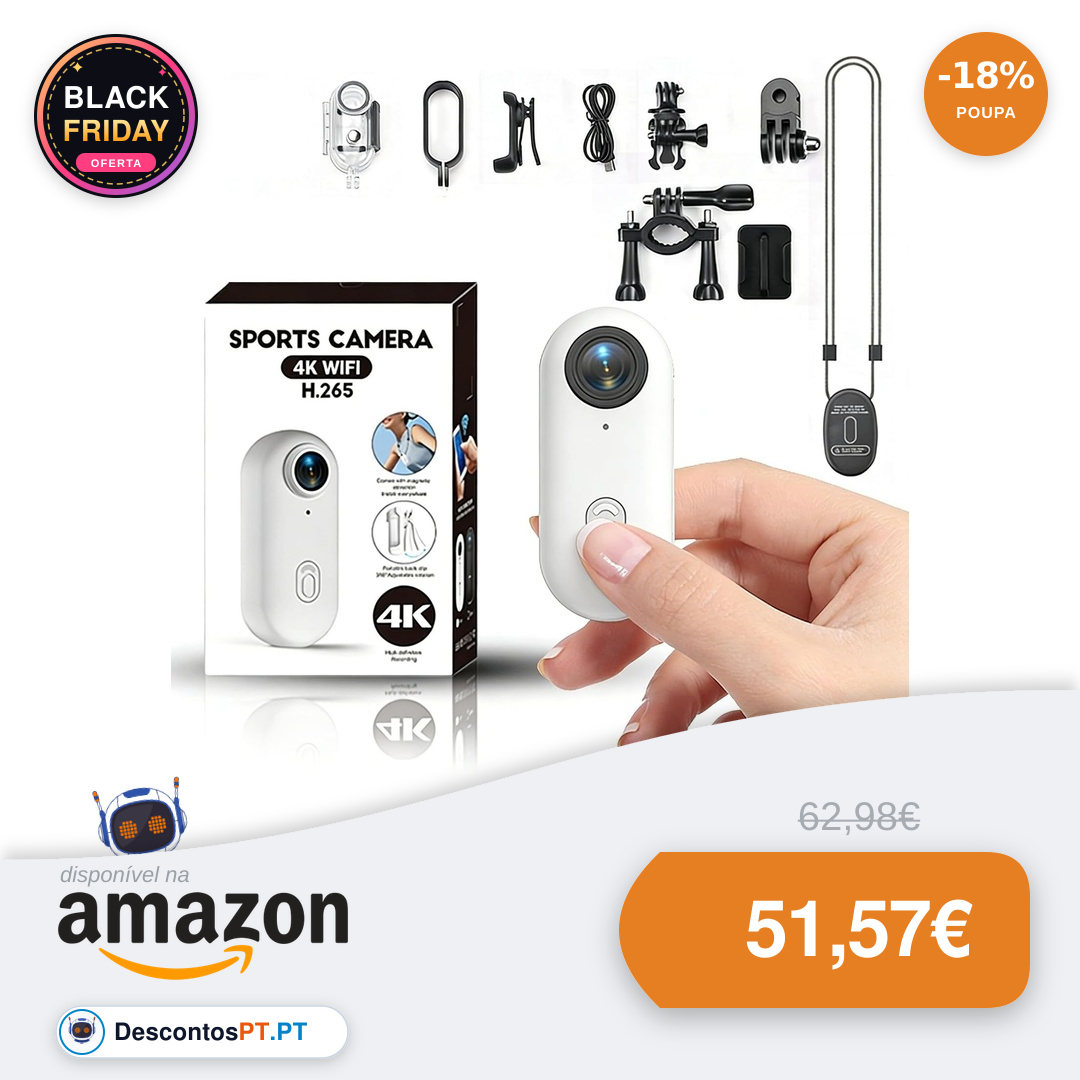 BLACK
FRIDAY
OFERTA
-18%
POUPA
SPORTS CAMERA
4K WIFI
H.265
4K
4K
62,98€
51,57€
disponível na
amazon
DescontosPT.PT